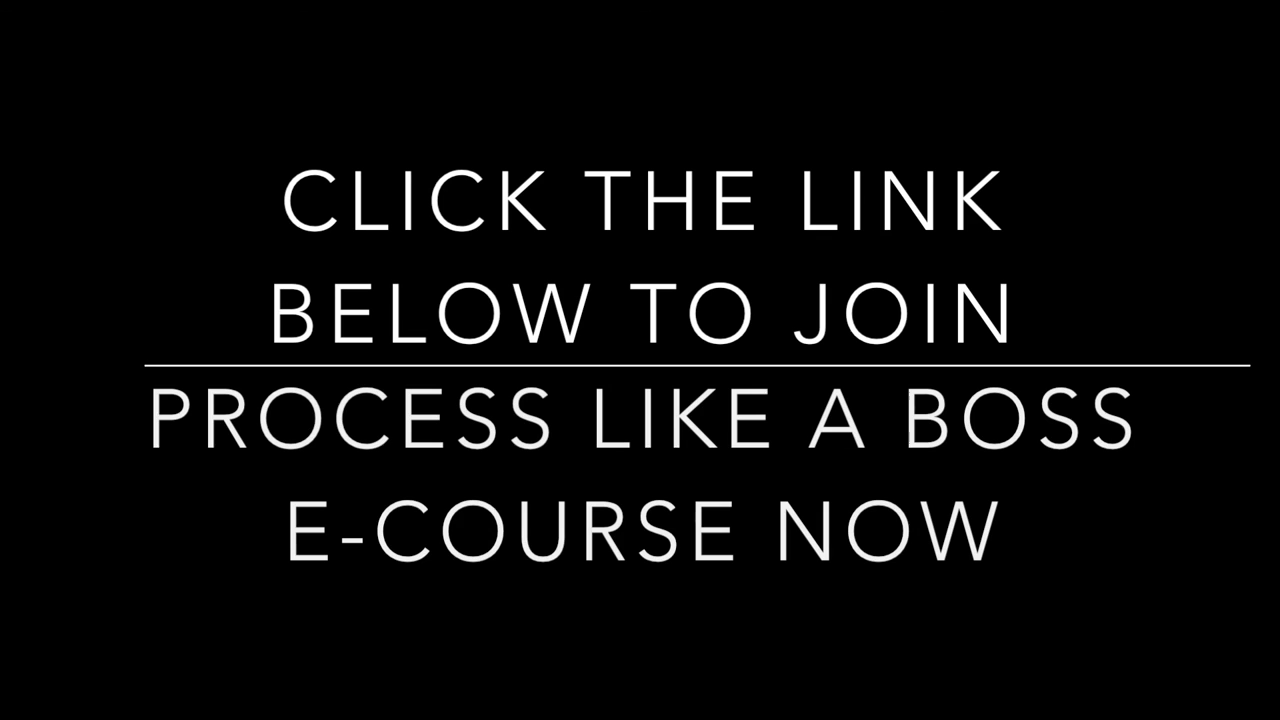 CLICK THE LINK
BELOW TO JOIN
PROCESS LIKE A BOSS
E-COURSE NOW